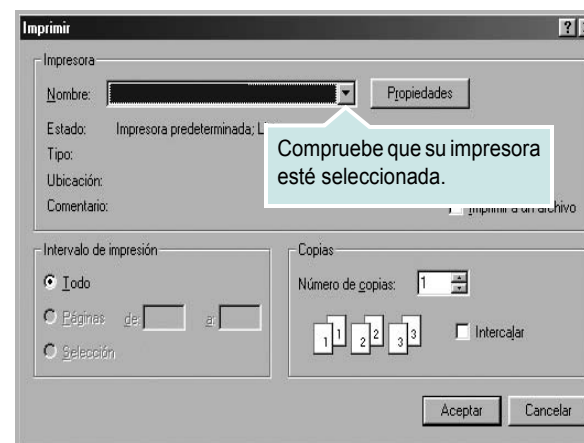 Imprimir
Impresora
Nombre:
Propiedades
Estado: Impresora predeterminada;
Tipo:
Ubicación:
Comentario:
Compruebe que su impresora
esté seleccionada.
Imprimir a un archivo
Intervalo de impresión
Todo
Páginas de: a:
Selección
Copias
Número de copias: 1
1 1 2 2 3 3
Intercalar
Aceptar Cancelar